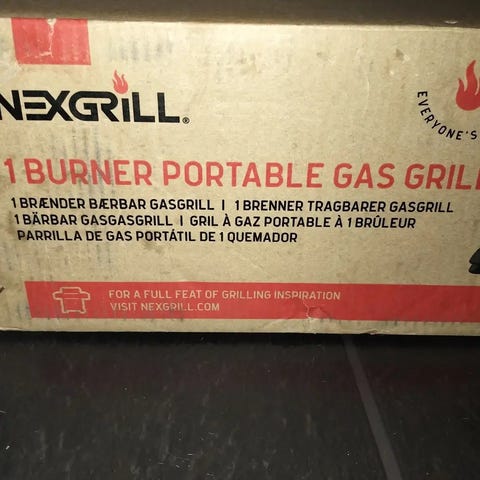 NEXGRILL®
EVERYONE'S
1 BURNER PORTABLE GAS GRILL
1 BRÆNDER BÆRBAR GASGRILL | 1 BRENNER TRAGBARER GASGRILL
1 BÄRBAR GASGASGRILL | GRIL À GAZ PORTABLE À 1 BRÛLEUR
PARRILLA DE GAS PORTÁTIL DE 1 QUEMADOR
FOR A FULL FEAT OF GRILLING INSPIRATION
VISIT NEXGRILL.COM